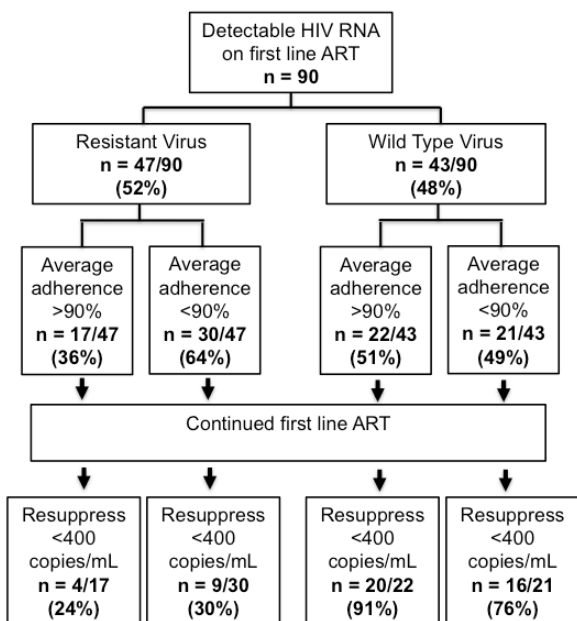 Detectable HIV RNA
on first line ART
n = 90
Resistant Virus
n = 47/90
(52%)
Wild Type Virus
n = 43/90
(48%)
Average
adherence
>90%
n = 17/47
(36%)
Average
adherence
<90%
n = 30/47
(64%)
Average
adherence
>90%
n = 22/43
(51%)
Average
adherence
<90%
n = 21/43
(49%)
Continued first line ART
Resuppress
<400
copies/mL
n = 4/17
(24%)
Resuppress
<400
copies/mL
n = 9/30
(30%)
Resuppress
<400
copies/mL
n = 20/22
(91%)
Resuppress
<400
copies/mL
n = 16/21
(76%)